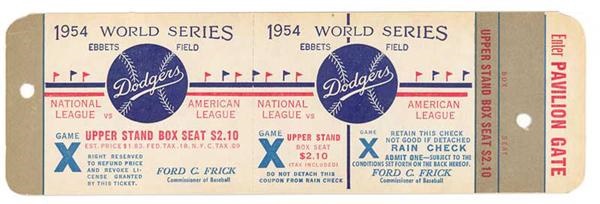 1954 WORLD SERIES
EBBETS FIELD
Dodgers
NATIONAL LEAGUE vs AMERICAN LEAGUE
GAME X
UPPER STAND BOX SEAT $2.10
EST. PRICE $1.83. FED. TAX .18. N.Y.C. TAX .09
RIGHT RESERVED
TO REFUND PRICE
AND REVOKE LI-
CENSE GRANTED
BY THIS TICKET.
FORD C. FRICK
Commissioner of Baseball
1954 WORLD SERIES
EBBETS FIELD
Dodgers
NATIONAL LEAGUE vs AMERICAN LEAGUE
GAME X
UPPER STAND
BOX SEAT
$2.10
(TAX INCLUDED)
DO NOT DETACH THIS
COUPON FROM RAIN CHECK
GAME X
RETAIN THIS CHECK
NOT GOOD IF DETACHED
RAIN CHECK
ADMIT ONE—SUBJECT TO THE
CONDITIONS SET FORTH ON THE BACK HEREOF.
FORD C. FRICK
Commissioner of Baseball
UPPER STAND BOX SEAT $2.10
BOX SEAT
Enter PAVILION GATE